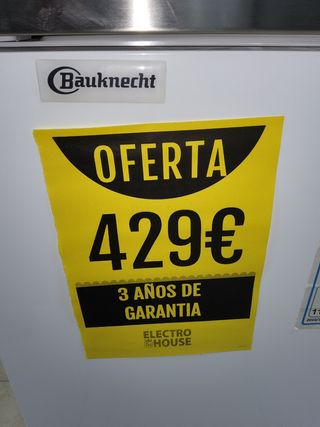 Bauknecht
OFERTA
429€
3 AÑOS DE
GARANTIA
ELECTRO
HOUSE